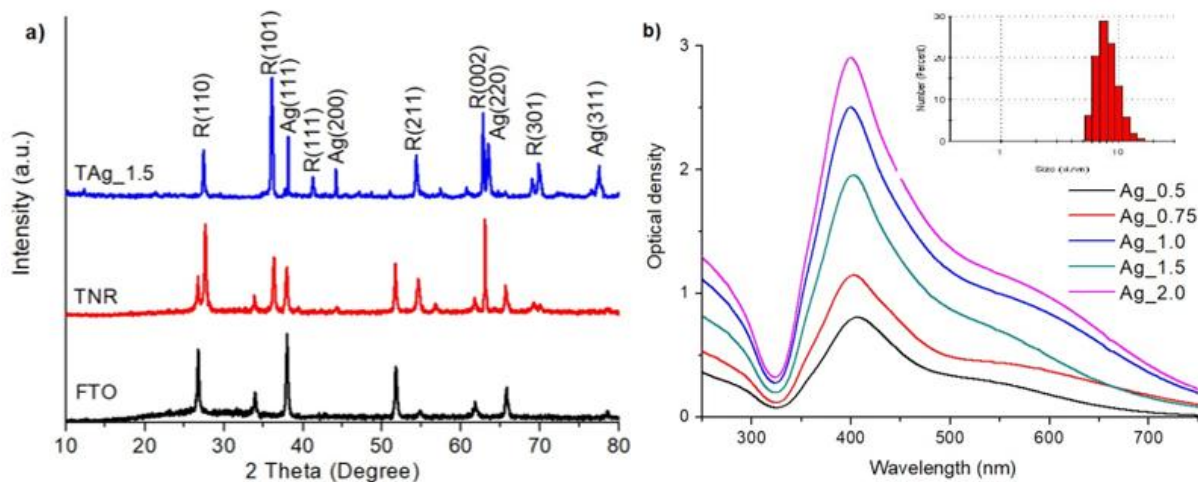 a)
Intensity (a.u.)
R(110)
R(101)
Ag(111)
R(111)
Ag(200)
R(211)
R(002)
Ag(220)
R(301)
Ag(311)
TAg_1.5
TNR
FTO
10 20 30 40 50 60 70 80
2 Theta (Degree)
b)
Optical density
3
2
1
0
300 400 500 600 700
Wavelength (nm)
Number (Percent)
30
20
10
0
1 10
Ag_0.5
Ag_0.75
Ag_1.0
Ag_1.5
Ag_2.0